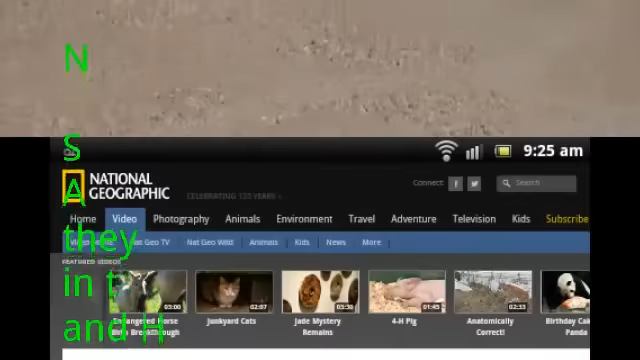 N
S
A
they
in t
and H
9:25 am
NATIONAL
GEOGRAPHIC
CELEBRATING 125 YEARS
Connect:
Search
Home Video Photography Animals Environment Travel Adventure Television Kids Subscribe
Nat Geo TV Nat Geo Wild Animals Kids News More
FEATURED VIDEOS
03:00 02:07 03:30 01:45 02:33
Endangered Horse Junkyard Cats Jade Mystery Remains 4-H Pig Anatomically Correct! Birthday Panda